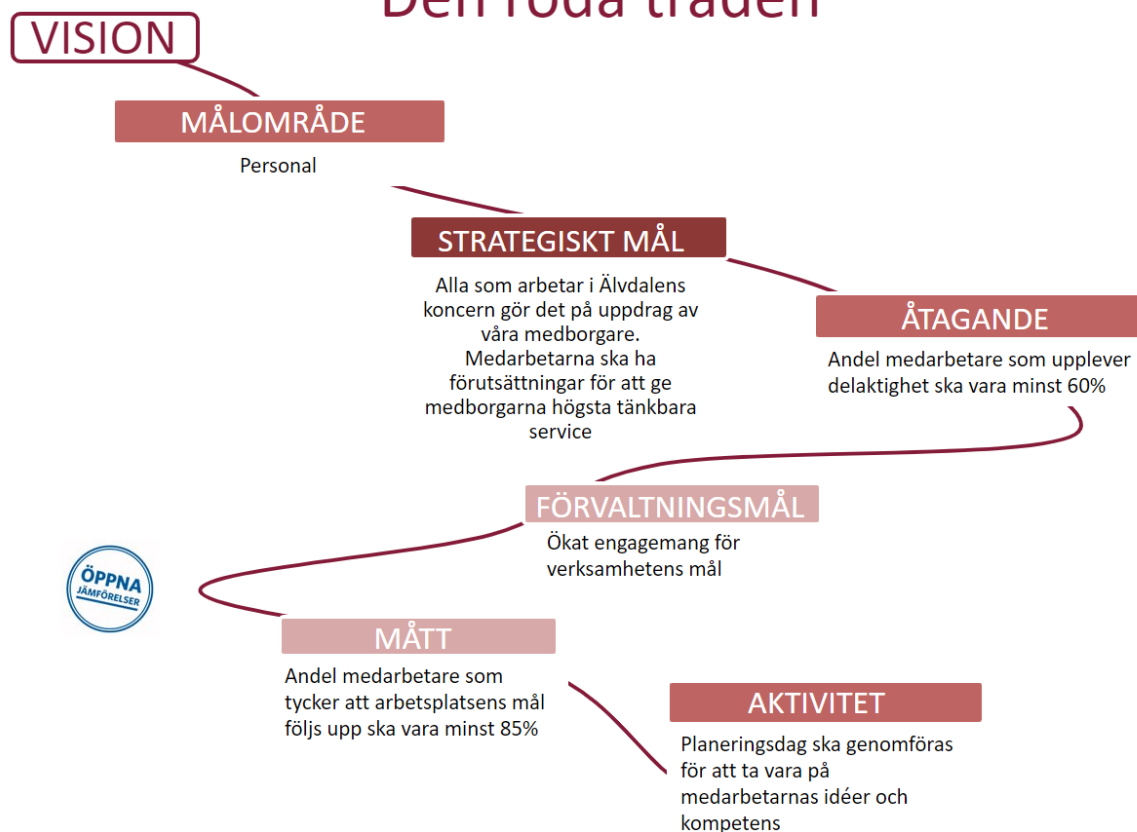 Den röda tråden
VISION
MÅLOMRÅDE
Personal
STRATEGISKT MÅL
Alla som arbetar i Älvdalens
koncern gör det på uppdrag av
våra medborgare.
Medarbetarna ska ha
förutsättningar för att ge
medborgarna högsta tänkbara
service
ÅTAGANDE
Andel medarbetare som upplever
delaktighet ska vara minst 60%
FÖRVALTNINGSMÅL
Ökat engagemang för
verksamhetens mål
ÖPPNA
JÄMFÖRELSER
MÅTT
Andel medarbetare som
tycker att arbetsplatsens mål
följs upp ska vara minst 85%
AKTIVITET
Planeringsdag ska genomföras
för att ta vara på
medarbetarnas idéer och
kompetens